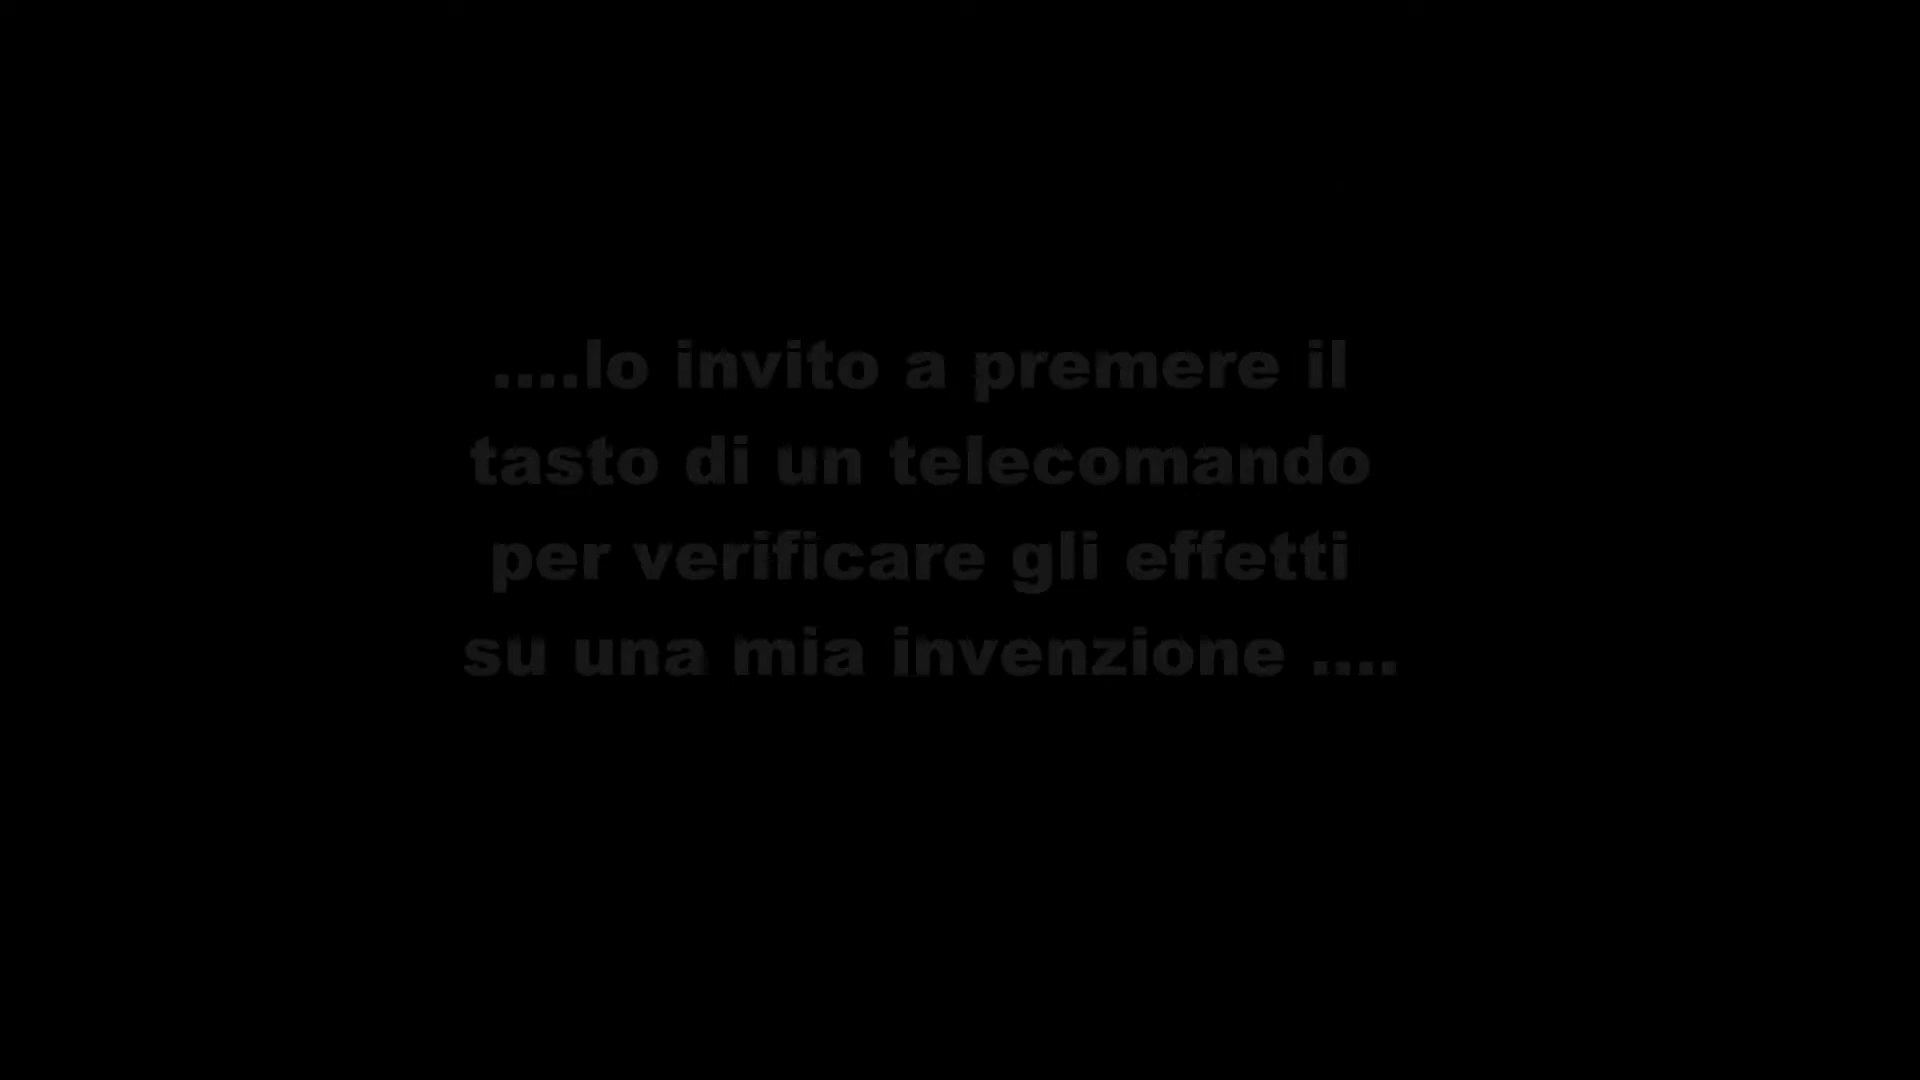 ....lo invito a premere il
tasto di un telecomando
per verificare gli effetti
su una mia invenzione ....